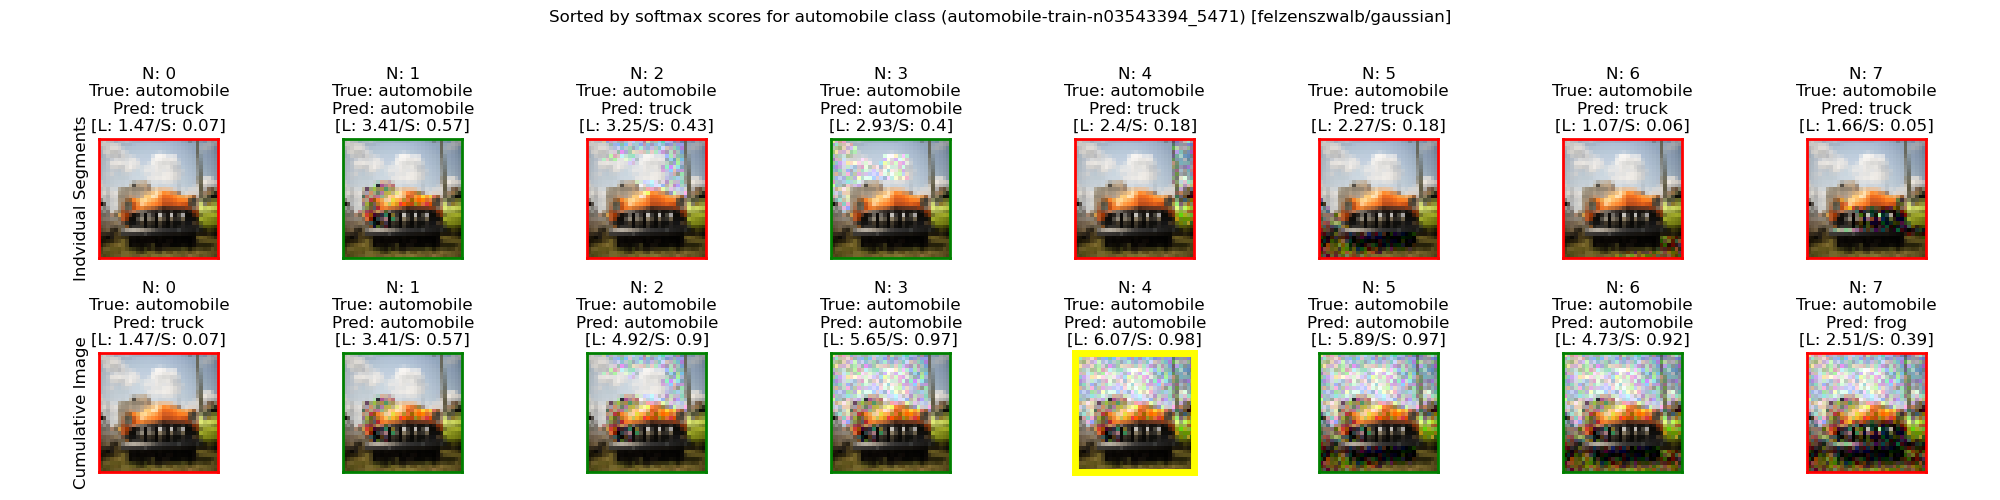 Sorted by softmax scores for automobile class (automobile-train-n03543394_5471) [felzenszwalb/gaussian]
Individual Segments
N: 0
True: automobile
Pred: truck
[L: 1.47/S: 0.07]
N: 1
True: automobile
Pred: automobile
[L: 3.41/S: 0.57]
N: 2
True: automobile
Pred: truck
[L: 3.25/S: 0.43]
N: 3
True: automobile
Pred: automobile
[L: 2.93/S: 0.4]
N: 4
True: automobile
Pred: truck
[L: 2.4/S: 0.18]
N: 5
True: automobile
Pred: truck
[L: 2.27/S: 0.18]
N: 6
True: automobile
Pred: truck
[L: 1.07/S: 0.06]
N: 7
True: automobile
Pred: truck
[L: 1.66/S: 0.05]
Cumulative Image
N: 0
True: automobile
Pred: truck
[L: 1.47/S: 0.07]
N: 1
True: automobile
Pred: automobile
[L: 3.41/S: 0.57]
N: 2
True: automobile
Pred: automobile
[L: 4.92/S: 0.9]
N: 3
True: automobile
Pred: automobile
[L: 5.65/S: 0.97]
N: 4
True: automobile
Pred: automobile
[L: 6.07/S: 0.98]
N: 5
True: automobile
Pred: automobile
[L: 5.89/S: 0.97]
N: 6
True: automobile
Pred: automobile
[L: 4.73/S: 0.92]
N: 7
True: automobile
Pred: frog
[L: 2.51/S: 0.39]